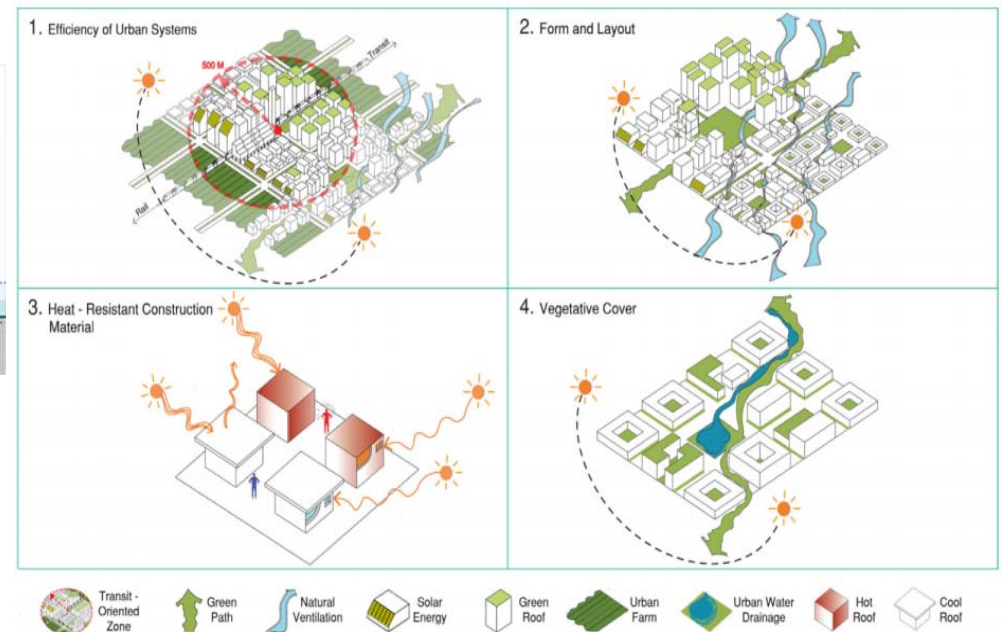 1. Efficiency of Urban Systems
500 M
Transit
Rail
2. Form and Layout
3. Heat - Resistant Construction
Material
4. Vegetative Cover
Transit -
Oriented
Zone
Green
Path
Natural
Ventilation
Solar
Energy
Green
Roof
Urban
Farm
Urban Water
Drainage
Hot
Roof
Cool
Roof